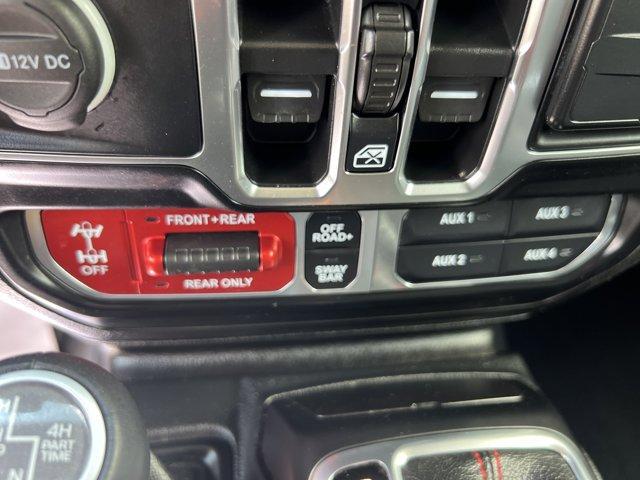 12V DC
FRONT+REAR
OFF
REAR ONLY
OFF
ROAD+
SWAY
BAR
AUX 1
AUX 3
AUX 2
AUX 4
4H
PART
TIME
N